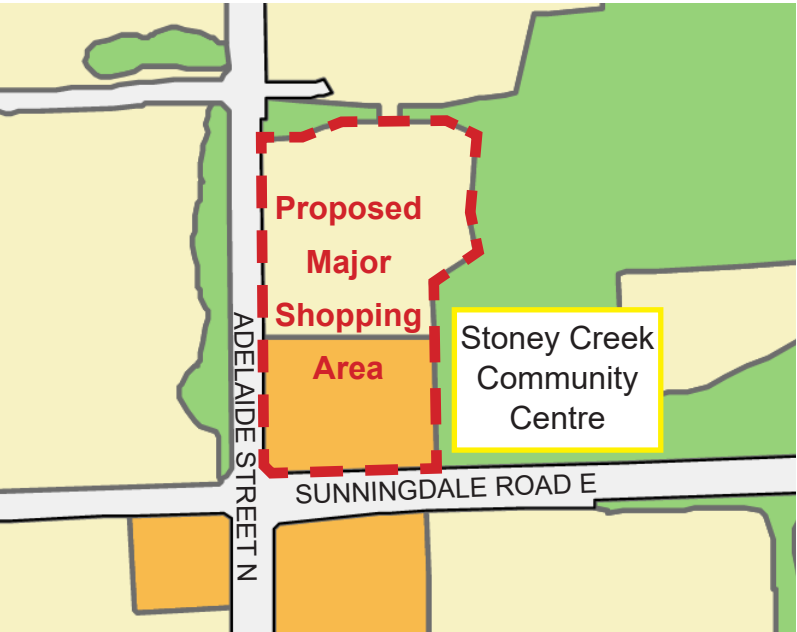 Proposed
Major
Shopping
Area
Stoney Creek
Community
Centre
ADELAIDE STREET N
SUNNINGDALE ROAD E